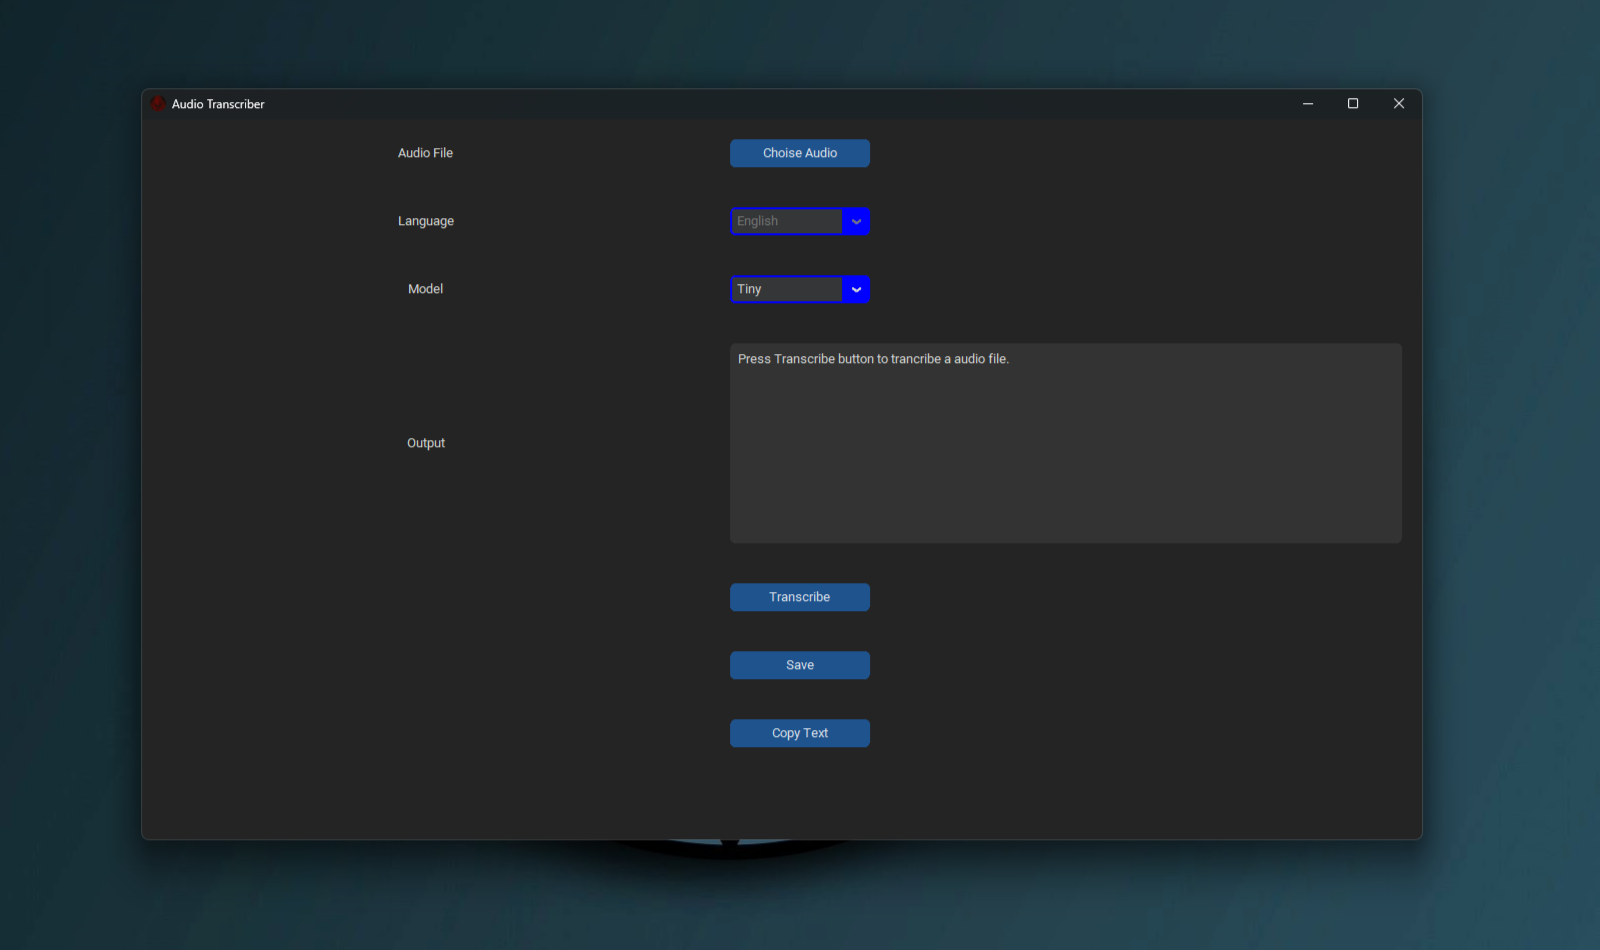 Audio Transcriber
Audio File
Choise Audio
Language
English
Model
Tiny
Press Transcribe button to trancribe a audio file.
Output
Transcribe
Save
Copy Text